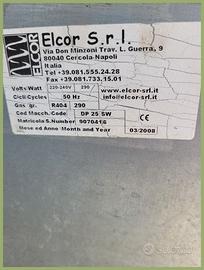 ELCOR
Elcor S.r.l.
Via Don Minzoni Trav. L. Guerra, 9
80040 Cercola-Napoli
Italia
Tel +39.081.555.24.28
Fax +39.081.733.15.01
www.elcor-srl.it
info@elcor-srl.it
Volts Watt 220-240V 290
Cicli Cycles 50 Hz
Gas gr. R404 290
Cod Macch. Code DP 25 SW
Matricola S.Number 9070416
Mese ed Anno Month and Year 03/2008
CE
subito